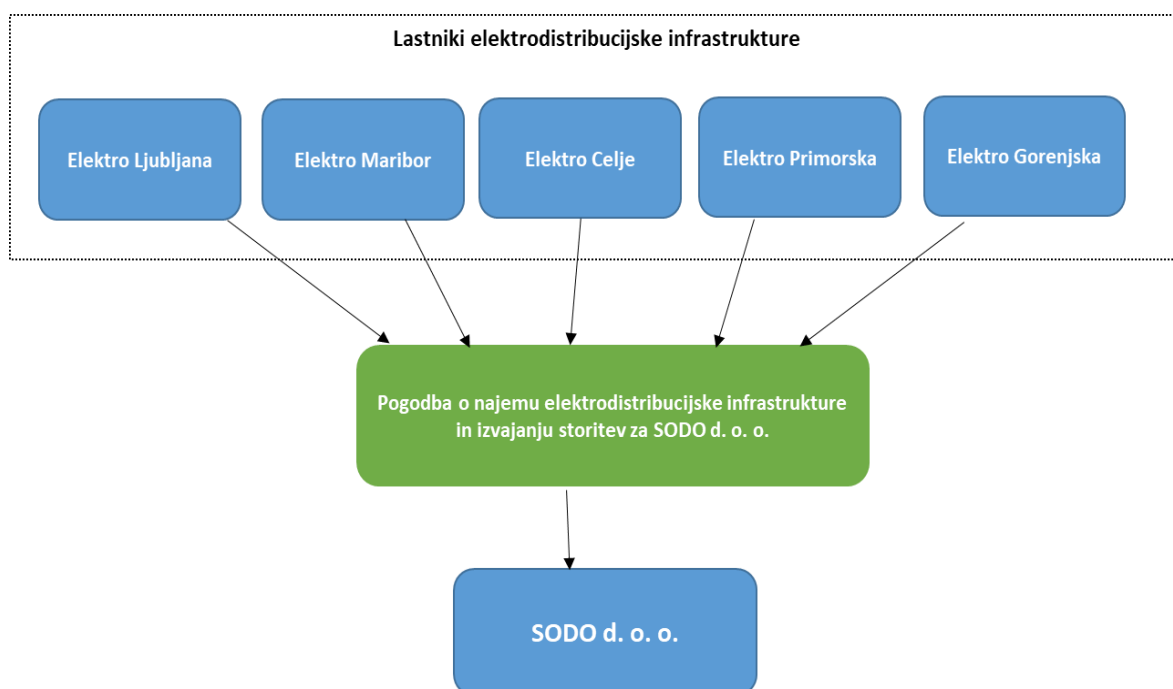 Lastniki elektrodistribucijske infrastrukture
Elektro Ljubljana
Elektro Maribor
Elektro Celje
Elektro Primorska
Elektro Gorenjska
Pogodba o najemu elektrodistribucijske infrastrukture
in izvajanju storitev za SODO d. o. o.
SODO d. o. o.